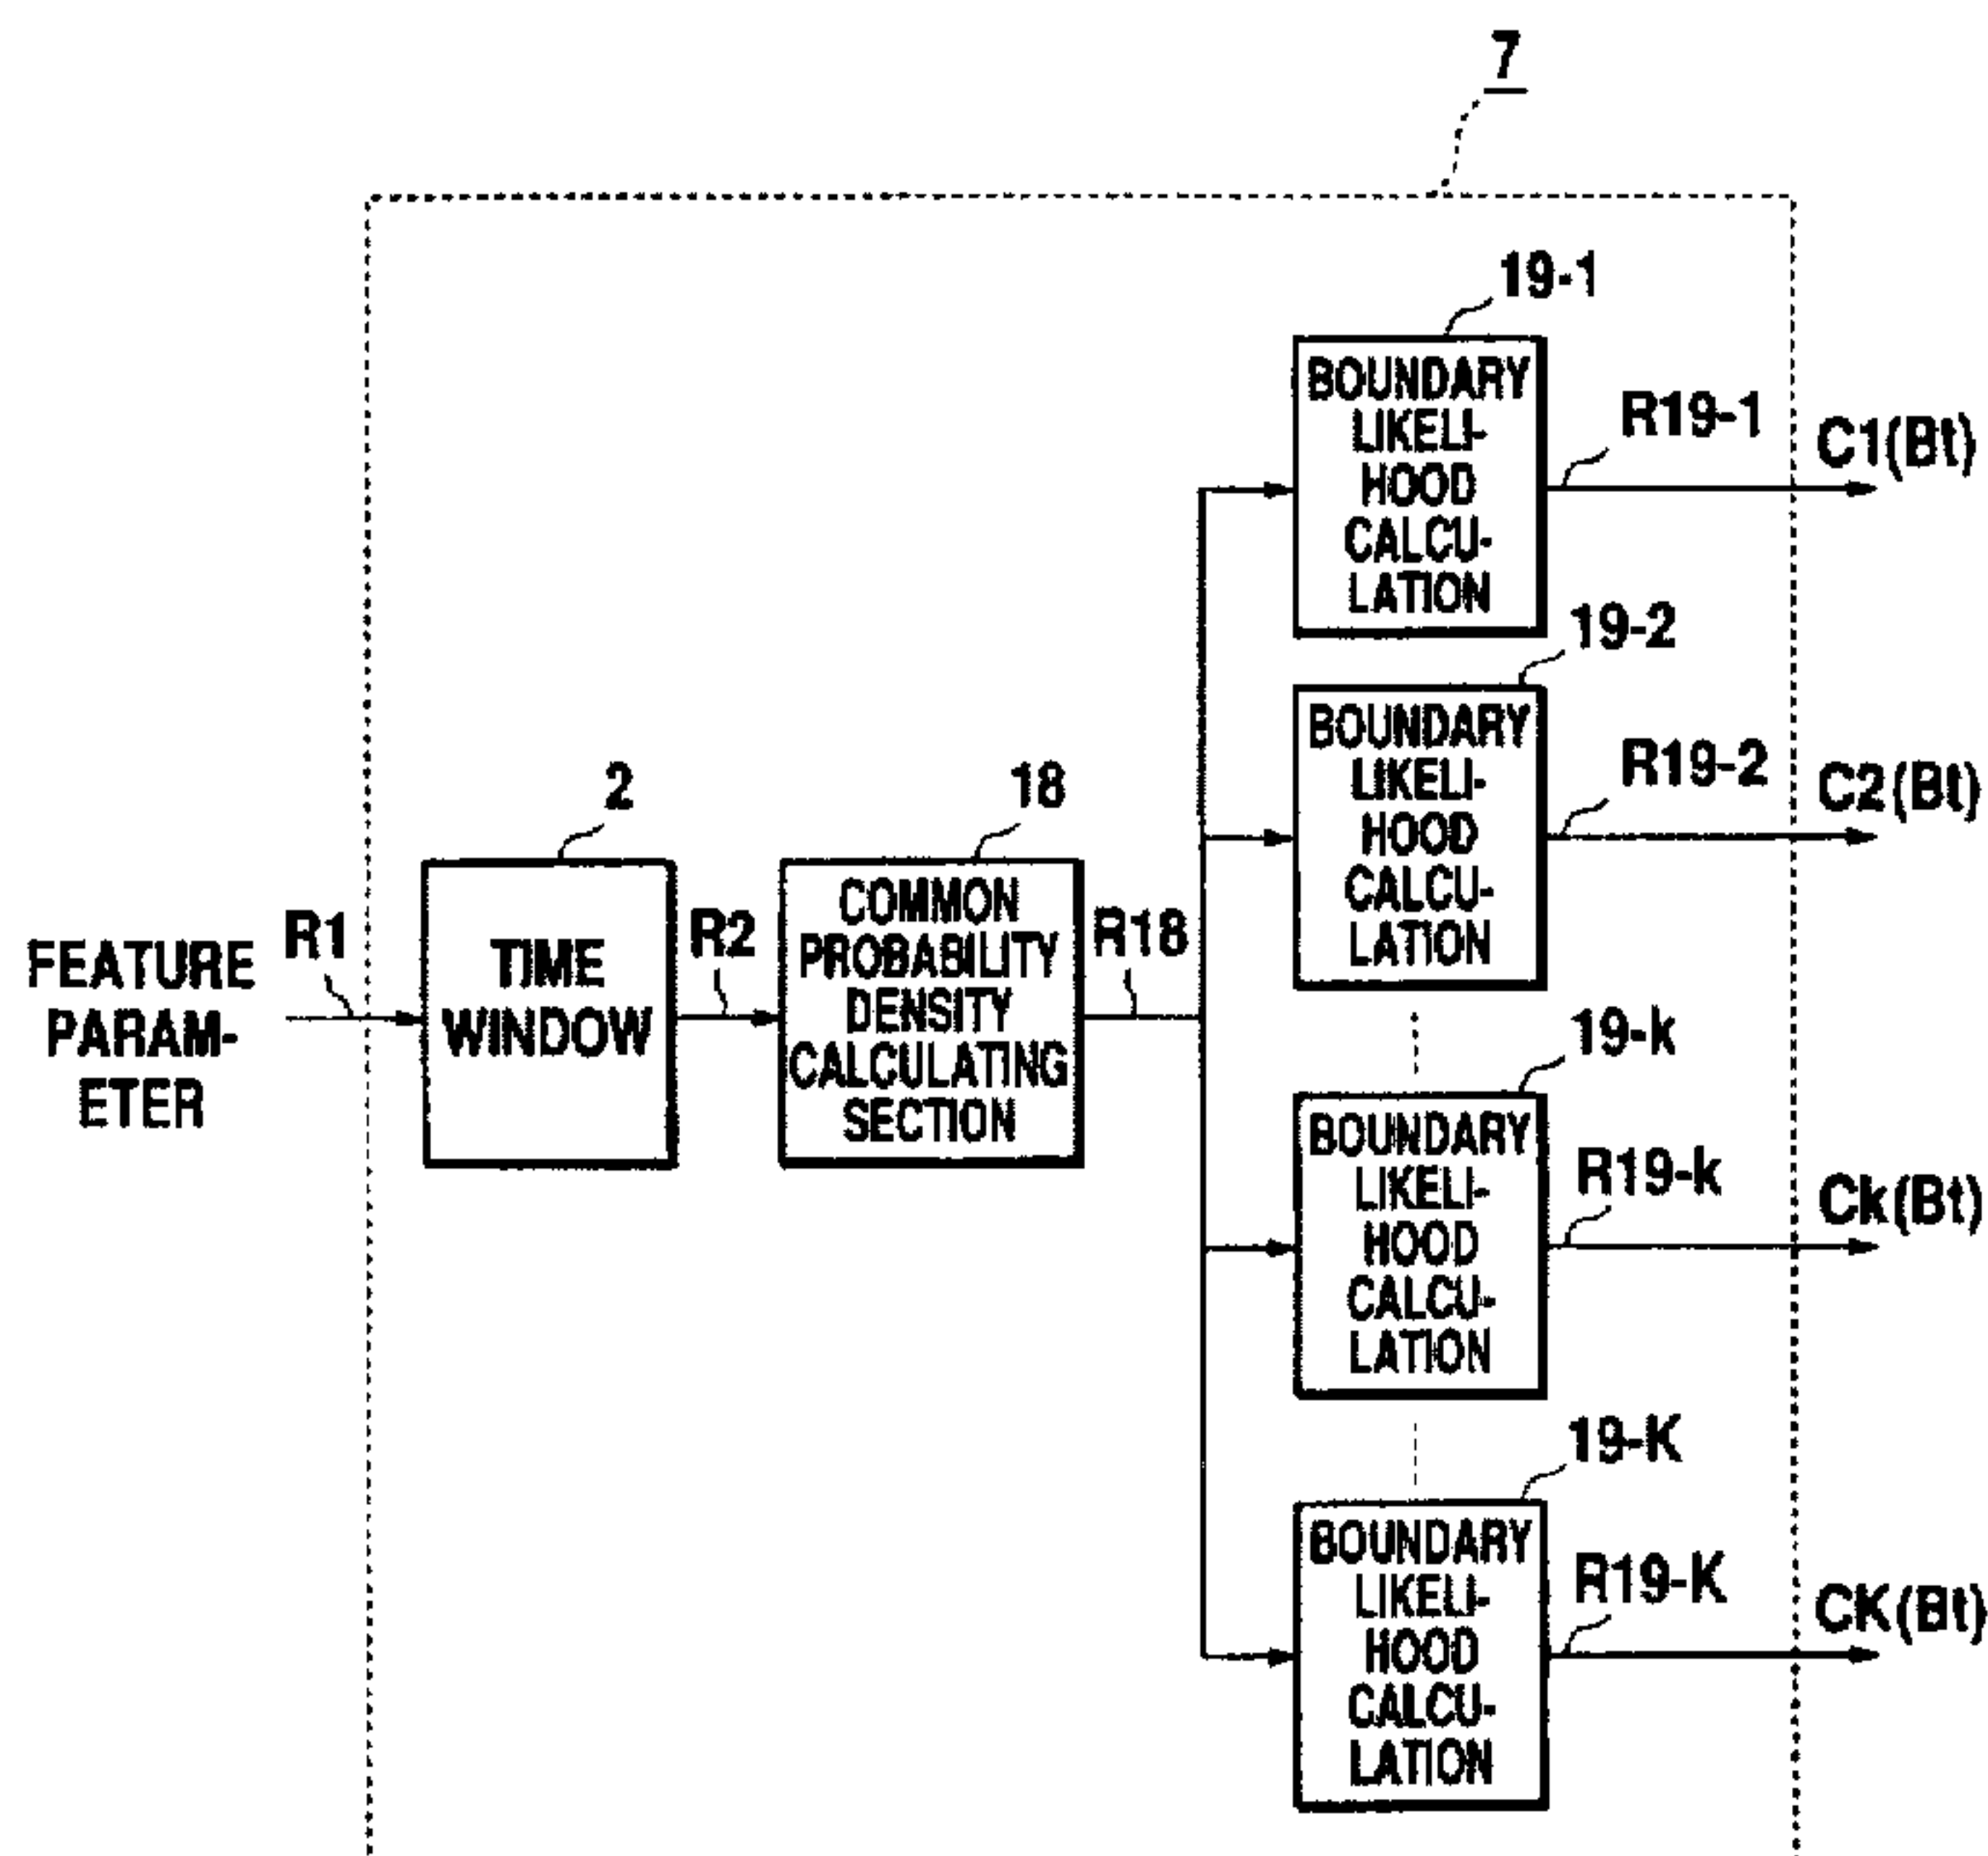 7
19-1
BOUNDARY
LIKELI-
HOOD
CALCU-
LATION
R19-1
C1(Bt)
19-2
BOUNDARY
LIKELI-
HOOD
CALCU-
LATION
R19-2
C2(Bt)
FEATURE
PARAM-
ETER
R1
2
TIME
WINDOW
R2
18
COMMON
PROBABILITY
DENSITY
CALCULATING
SECTION
R18
19-k
BOUNDARY
LIKELI-
HOOD
CALCU-
LATION
R19-k
Ck(Bt)
19-K
BOUNDARY
LIKELI-
HOOD
CALCU-
LATION
R19-K
CK(Bt)